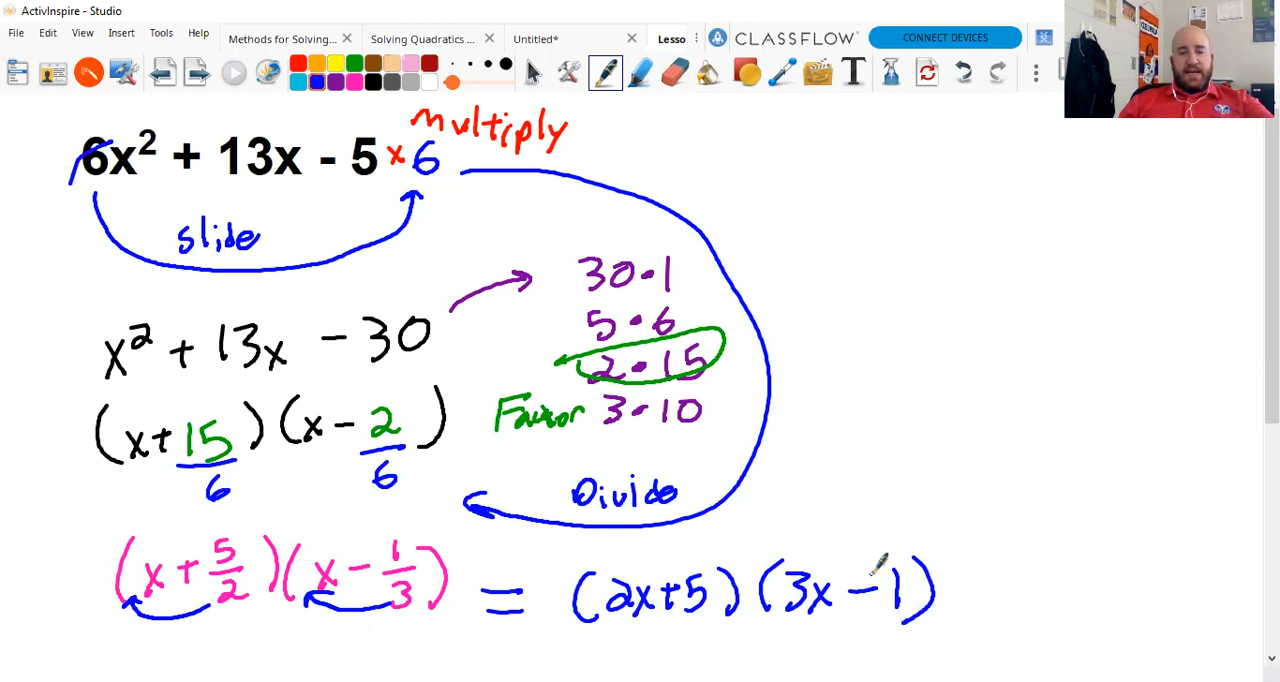 ActivInspire - Studio
File Edit View Insert Tools Help
Methods for Solving... × Solving Quadratics ... × Untitled* × Lesso
CLASSFLOW CONNECT DEVICES
multiply
6x² + 13x - 5 × 6
slide
30 • 1
5 • 6
x² + 13x - 30
2 • 15
Factor 3 • 10
(x + 15/6)(x - 2/6)
Divide
(x + 5/2)(x - 1/3) = (2x+5)(3x-1)